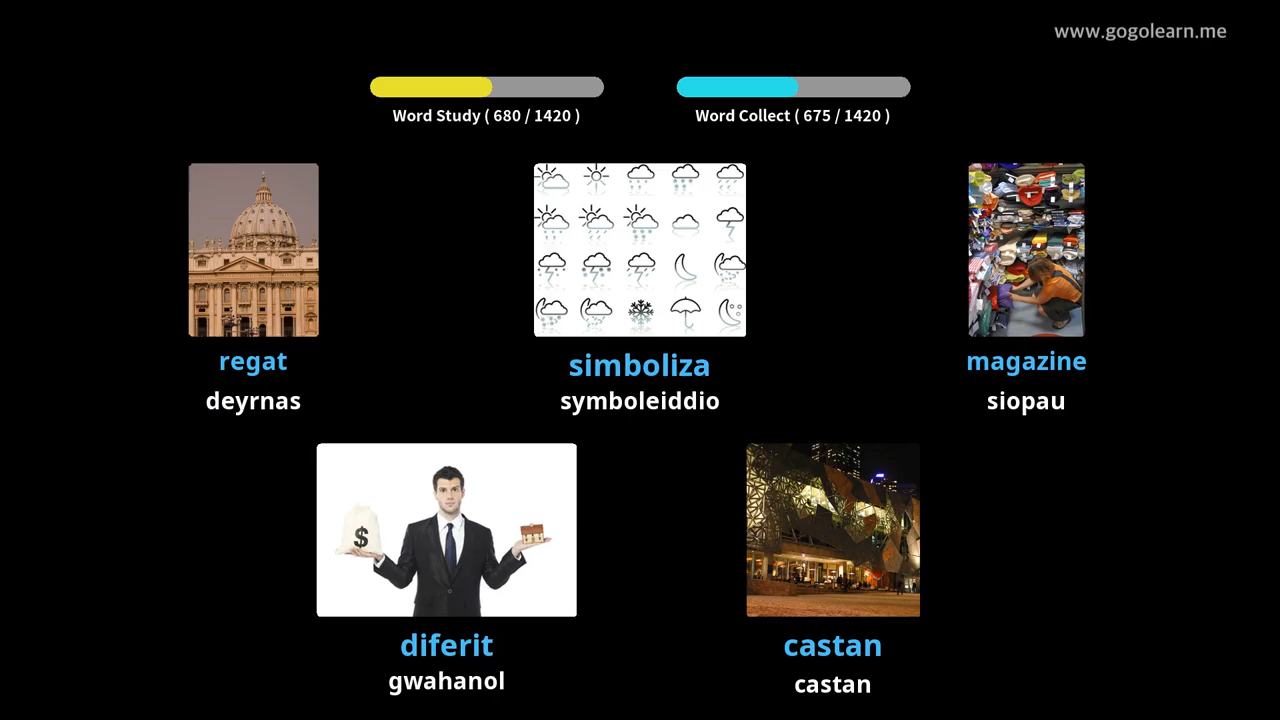 www.gogolearn.me
Word Study ( 680 / 1420 )
Word Collect ( 675 / 1420 )
regat
deyrnas
simboliza
symboleiddio
magazine
siopau
$
diferit
gwahanol
castan
castan